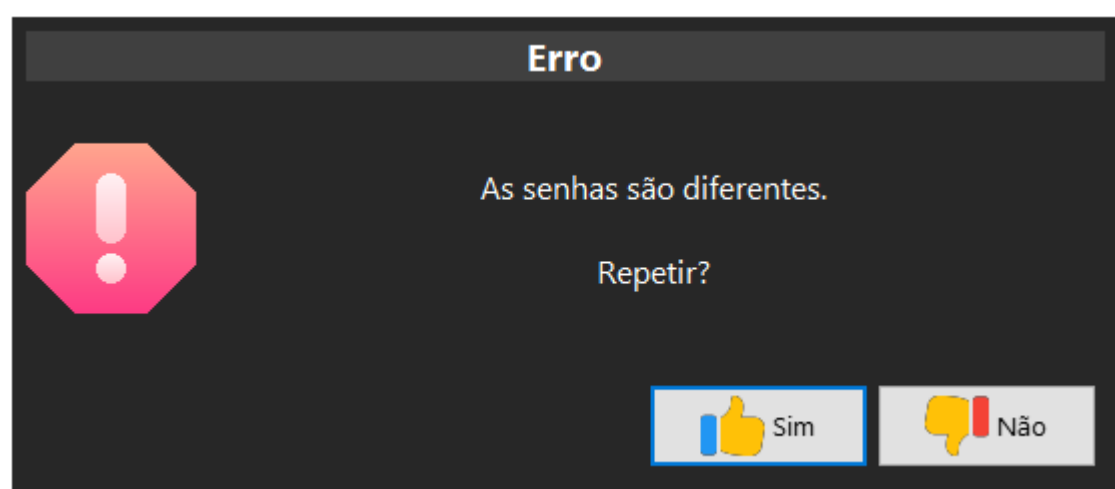 Erro
As senhas são diferentes.
Repetir?
Sim
Não